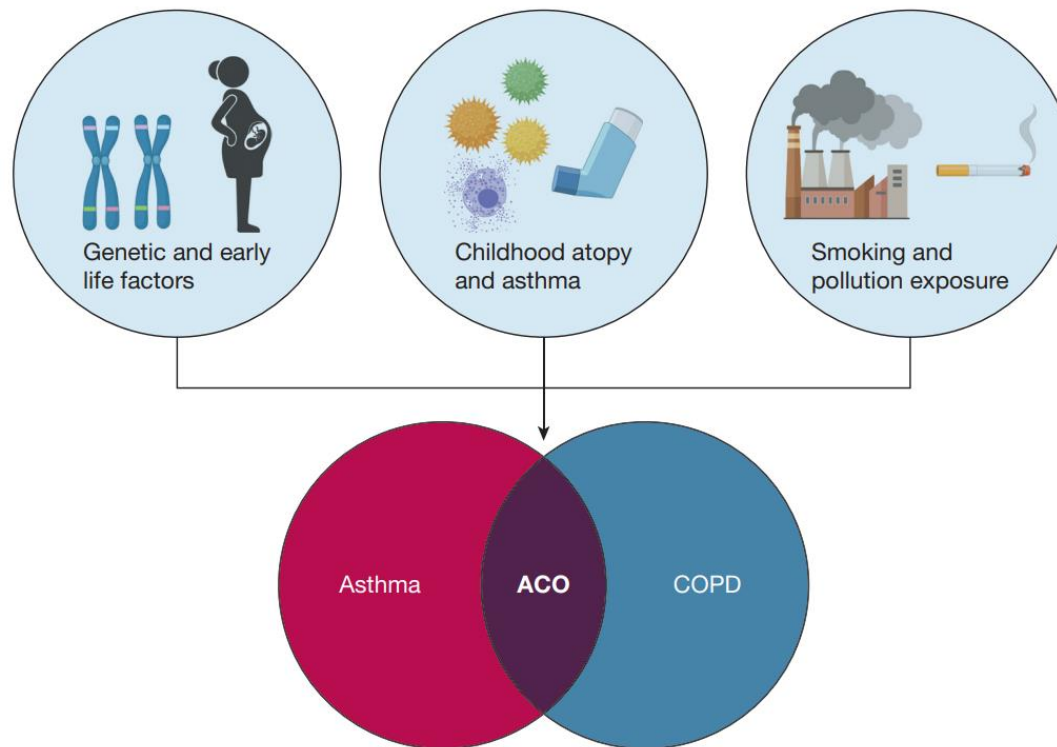 Genetic and early
life factors
Childhood atopy
and asthma
Smoking and
pollution exposure
Asthma
ACO
COPD